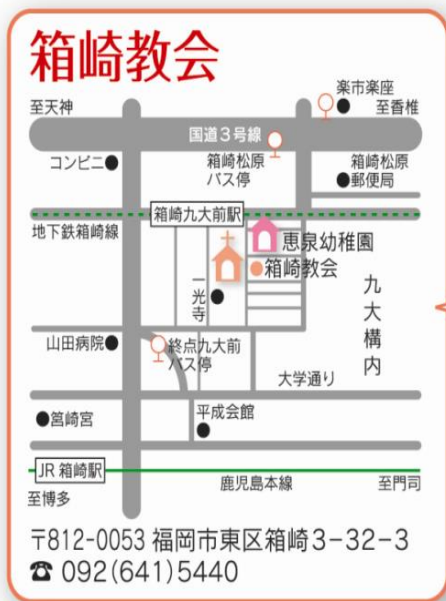 箱崎教会
楽市楽座
至天神
至香椎
国道3号線
コンビニ
箱崎松原
バス停
箱崎松原
郵便局
箱崎九大前駅
地下鉄箱崎線
恵泉幼稚園
箱崎教会
一光寺
九大構内
山田病院
終点九大前
バス停
大学通り
筥崎宮
平成会館
JR 箱崎駅
鹿児島本線
至門司
至博多
〒812-0053 福岡市東区箱崎3-32-3
☎ 092(641)5440